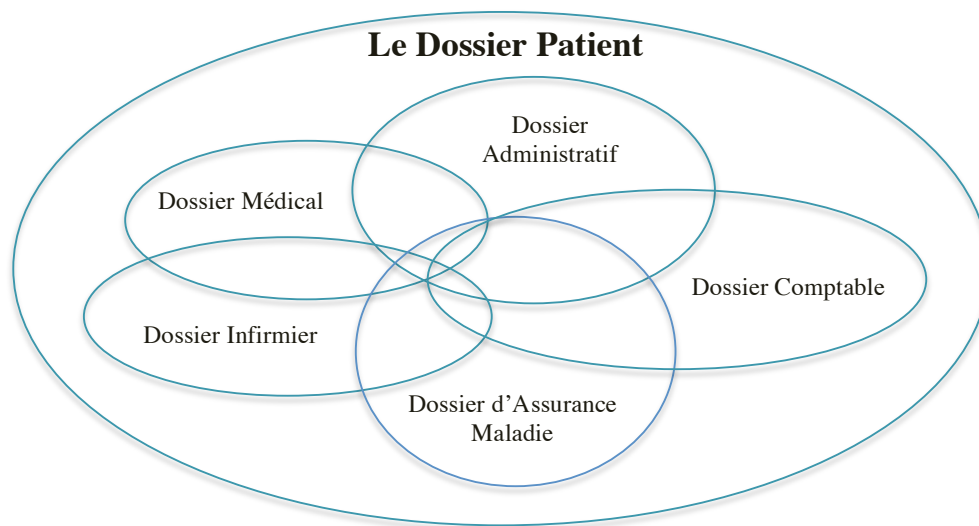 Le Dossier Patient
Dossier
Administratif
Dossier Médical
Dossier Comptable
Dossier Infirmier
Dossier d’Assurance
Maladie